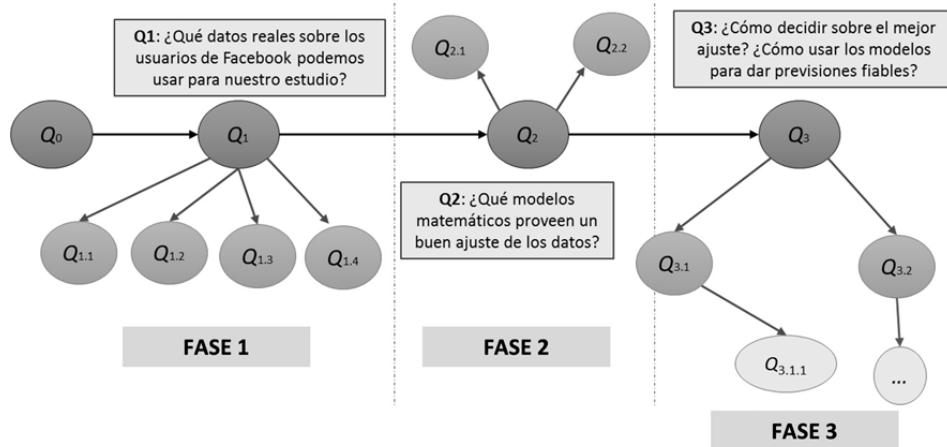 Q1: ¿Qué datos reales sobre los
usuarios de Facebook podemos
usar para nuestro estudio?
Q0
Q1
Q1.1
Q1.2
Q1.3
Q1.4
FASE 1
Q2.1
Q2.2
Q2
Q2: ¿Qué modelos
matemáticos proveen un
buen ajuste de los datos?
FASE 2
Q3: ¿Cómo decidir sobre el mejor
ajuste? ¿Cómo usar los modelos
para dar previsiones fiables?
Q3
Q3.1
Q3.2
Q3.1.1
...
FASE 3